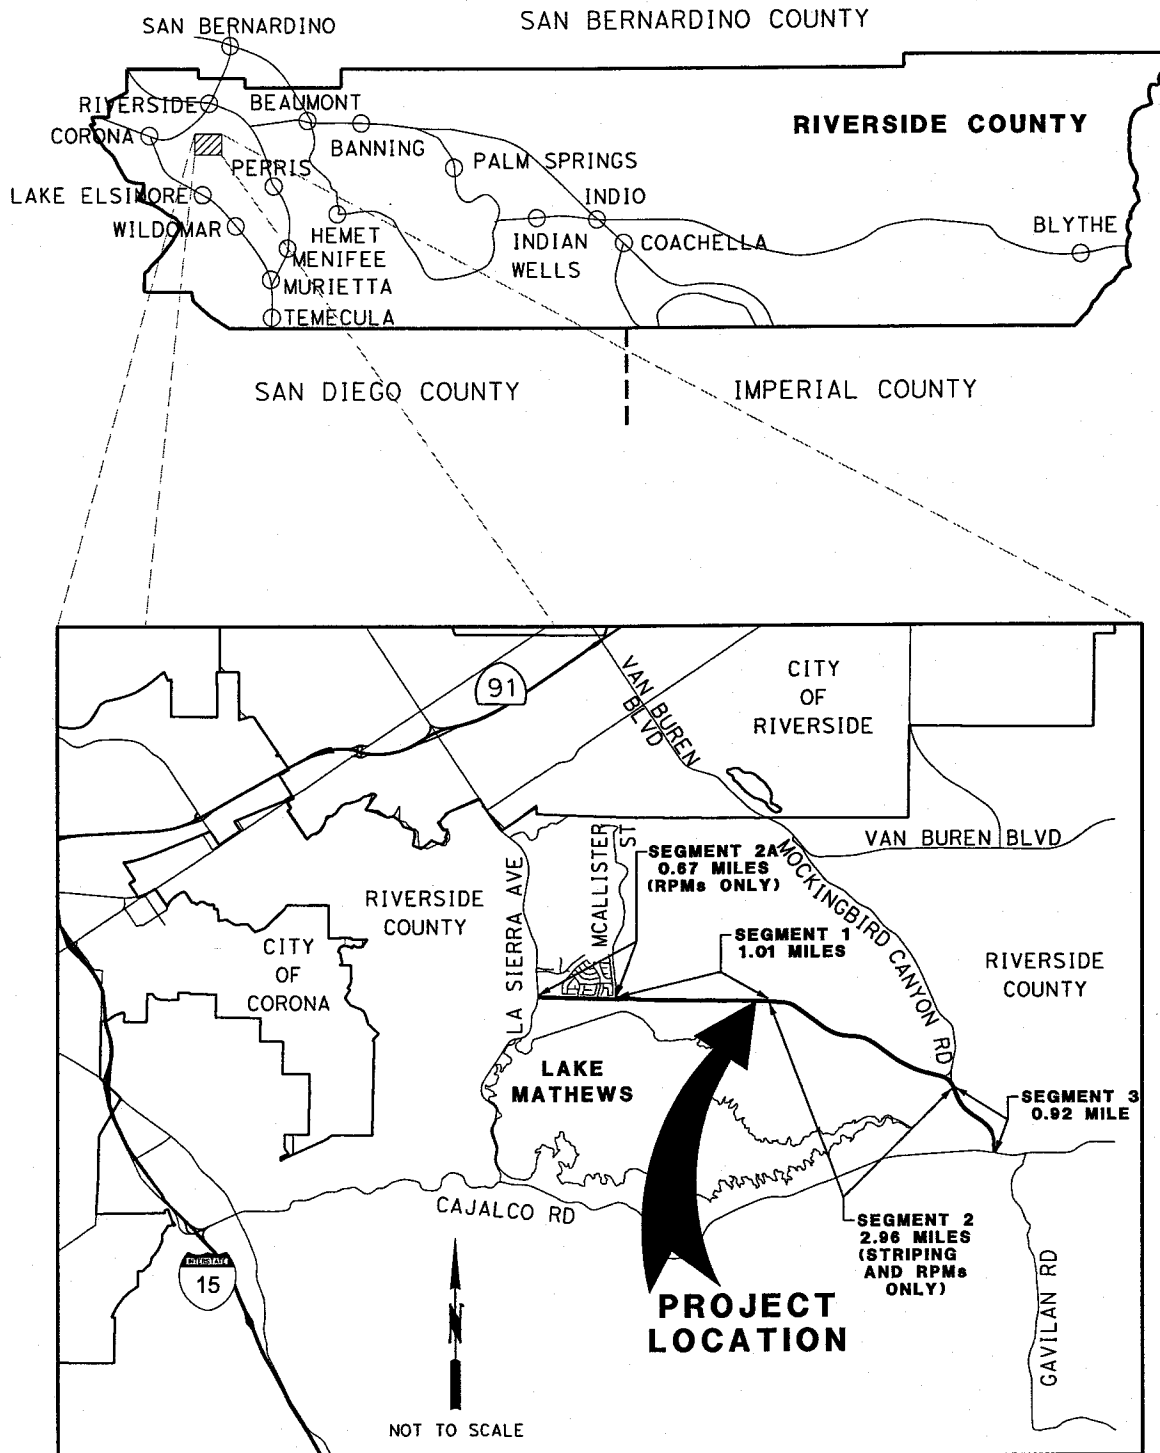 SAN BERNARDINO COUNTY
SAN BERNARDINO
RIVERSIDE
BEAUMONT
CORONA
BANNING
RIVERSIDE COUNTY
PERRIS
PALM SPRINGS
LAKE ELSINORE
INDIO
WILDOMAR
HEMET
INDIAN
WELLS
COACHELLA
BLYTHE
MENIFEE
MURIETTA
TEMECULA
SAN DIEGO COUNTY
IMPERIAL COUNTY
91
VAN BUREN
BLVD
CITY
OF
RIVERSIDE
VAN BUREN BLVD
MCALLISTER
ST
SEGMENT 2A
0.67 MILES
(RPMs ONLY)
MOCKINGBIRD CANYON RD
LA SIERRA AVE
RIVERSIDE
COUNTY
CITY
OF
CORONA
SEGMENT 1
1.01 MILES
RIVERSIDE
COUNTY
LAKE
MATHEWS
SEGMENT 3
0.92 MILE
CAJALCO RD
SEGMENT 2
2.96 MILES
(STRIPING
AND RPMs
ONLY)
INTERSTATE
15
N
PROJECT
LOCATION
GAVILAN RD
NOT TO SCALE